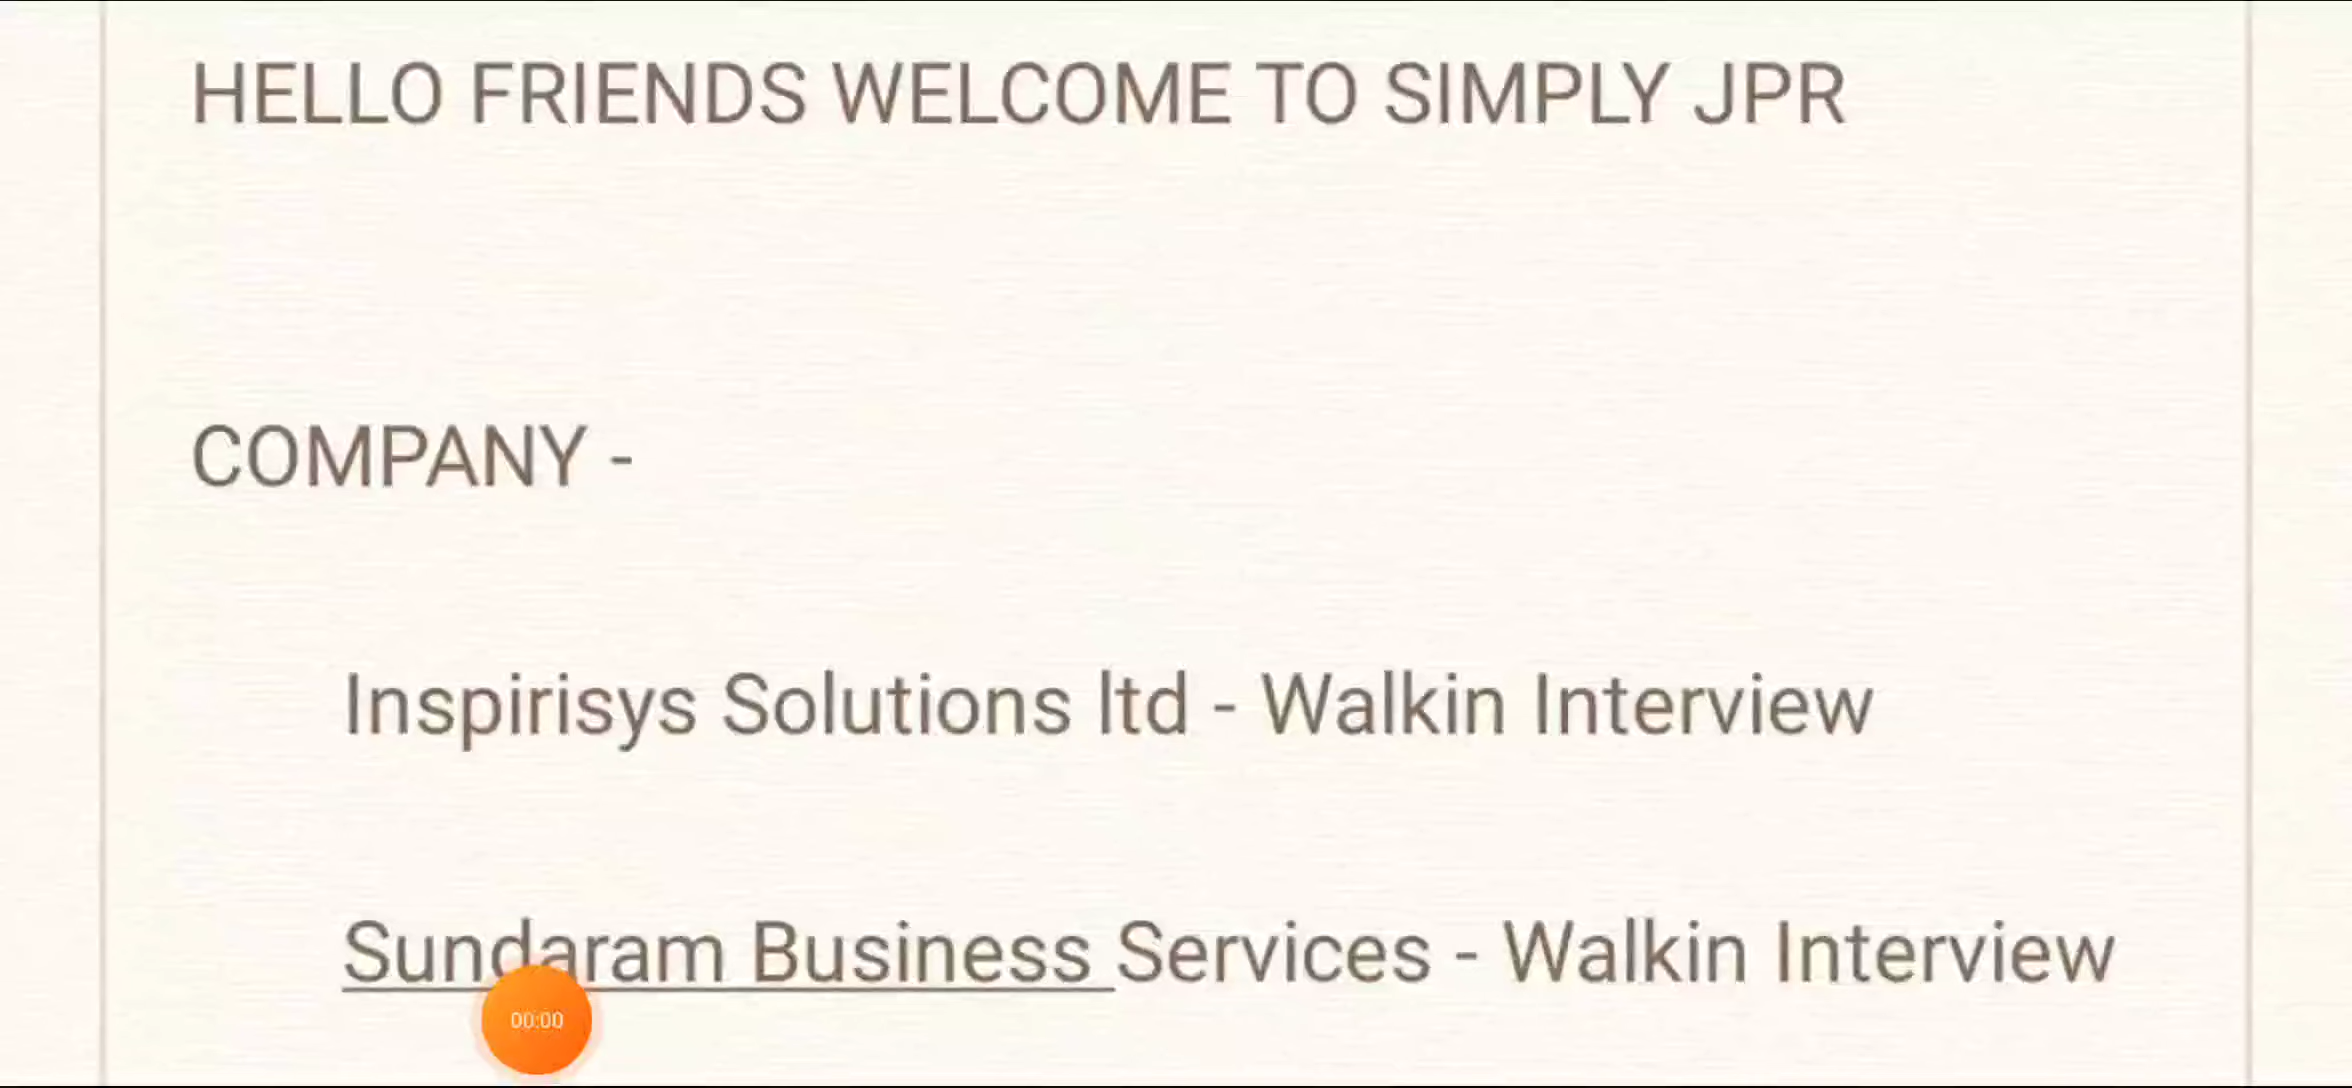 HELLO FRIENDS WELCOME TO SIMPLY JPR
COMPANY -
Inspirisys Solutions ltd - Walkin Interview
Sundaram Business Services - Walkin Interview
00:00